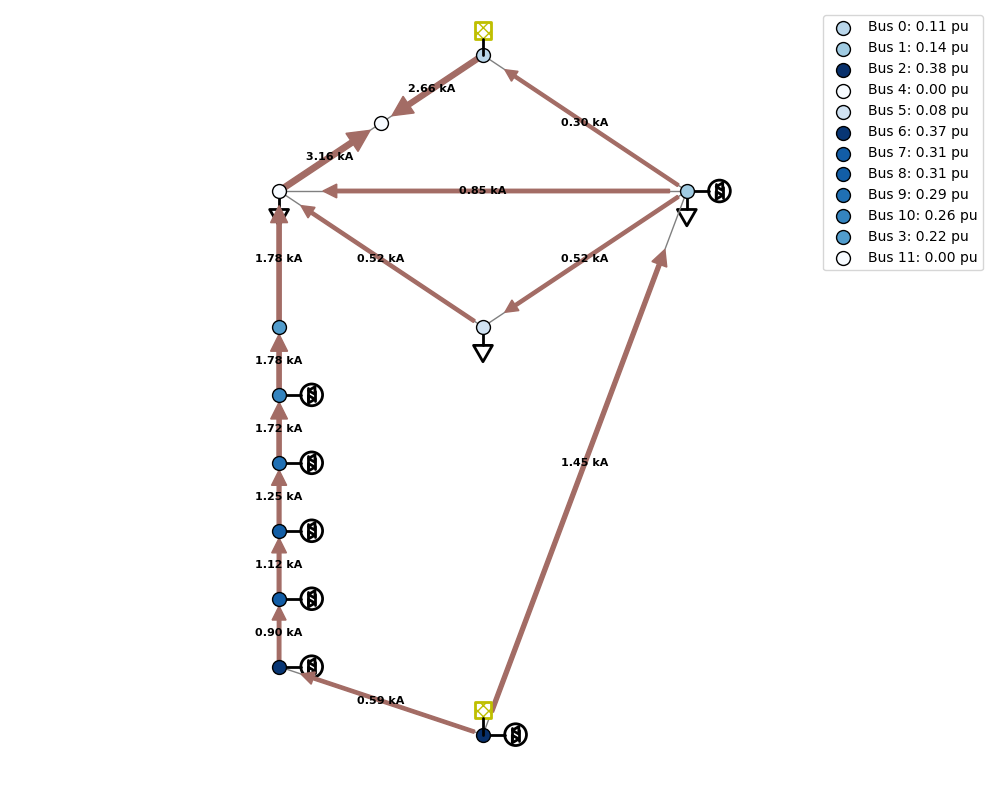 Bus 0: 0.11 pu
Bus 1: 0.14 pu
Bus 2: 0.38 pu
Bus 4: 0.00 pu
Bus 5: 0.08 pu
Bus 6: 0.37 pu
Bus 7: 0.31 pu
Bus 8: 0.31 pu
Bus 9: 0.29 pu
Bus 10: 0.26 pu
Bus 3: 0.22 pu
Bus 11: 0.00 pu
2.66 kA
0.30 kA
3.16 kA
0.85 kA
1.78 kA
0.52 kA
0.52 kA
1.78 kA
1.72 kA
1.45 kA
1.25 kA
1.12 kA
0.90 kA
0.59 kA